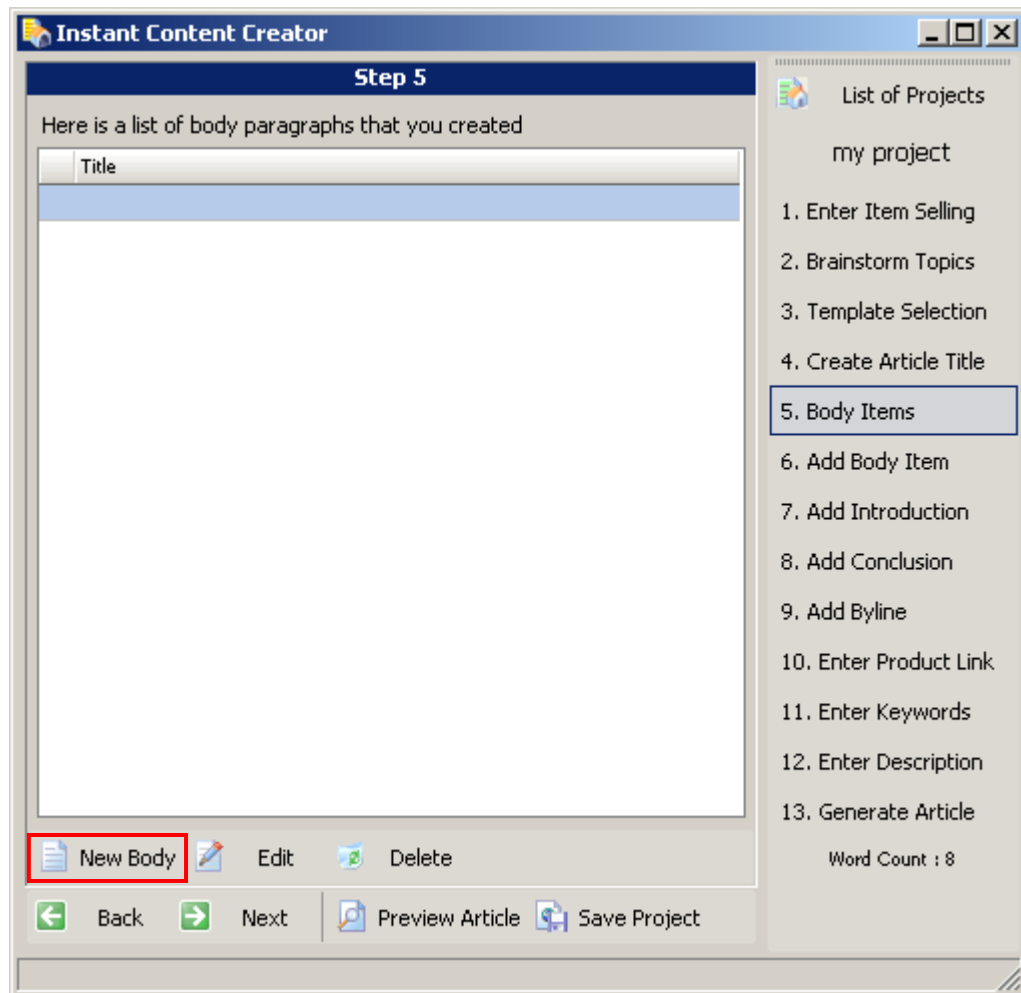 Instant Content Creator
Step 5
Here is a list of body paragraphs that you created
Title
New Body
Edit
Delete
Back
Next
Preview Article
Save Project
List of Projects
my project
1. Enter Item Selling
2. Brainstorm Topics
3. Template Selection
4. Create Article Title
5. Body Items
6. Add Body Item
7. Add Introduction
8. Add Conclusion
9. Add Byline
10. Enter Product Link
11. Enter Keywords
12. Enter Description
13. Generate Article
Word Count : 8